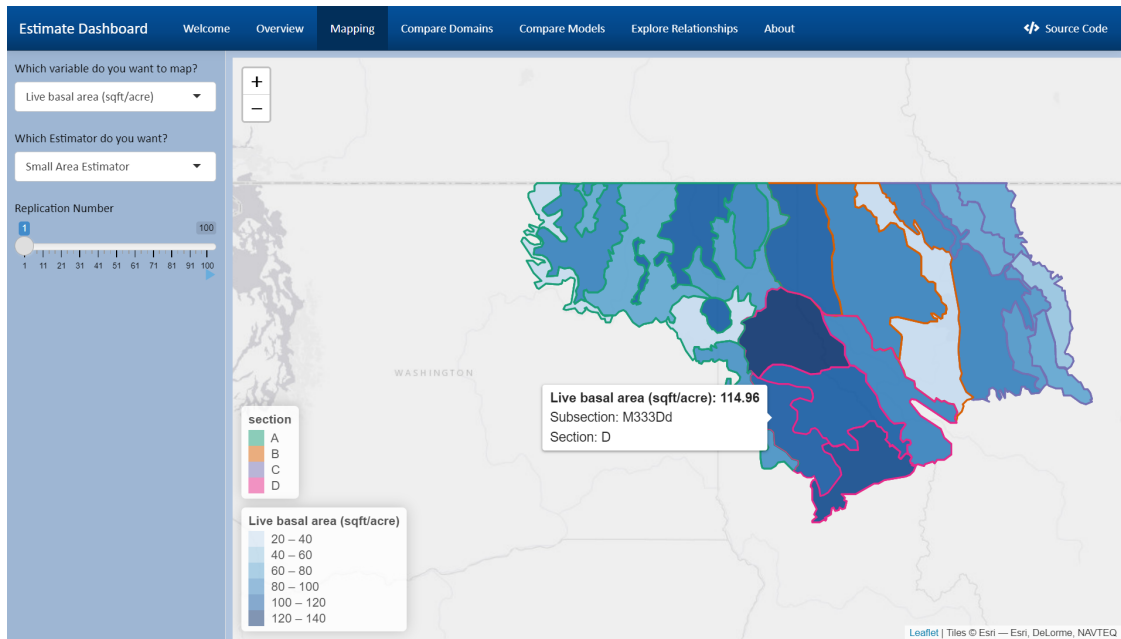 Estimate Dashboard Welcome Overview Mapping Compare Domains Compare Models Explore Relationships About </> Source Code
Which variable do you want to map?
Live basal area (sqft/acre)
Which Estimator do you want?
Small Area Estimator
Replication Number
1 100
1 11 21 31 41 51 61 71 81 91 100
+
−
WASHINGTON
Live basal area (sqft/acre): 114.96
Subsection: M333Dd
Section: D
section
A
B
C
D
Live basal area (sqft/acre)
20 – 40
40 – 60
60 – 80
80 – 100
100 – 120
120 – 140
Leaflet | Tiles © Esri — Esri, DeLorme, NAVTEQ